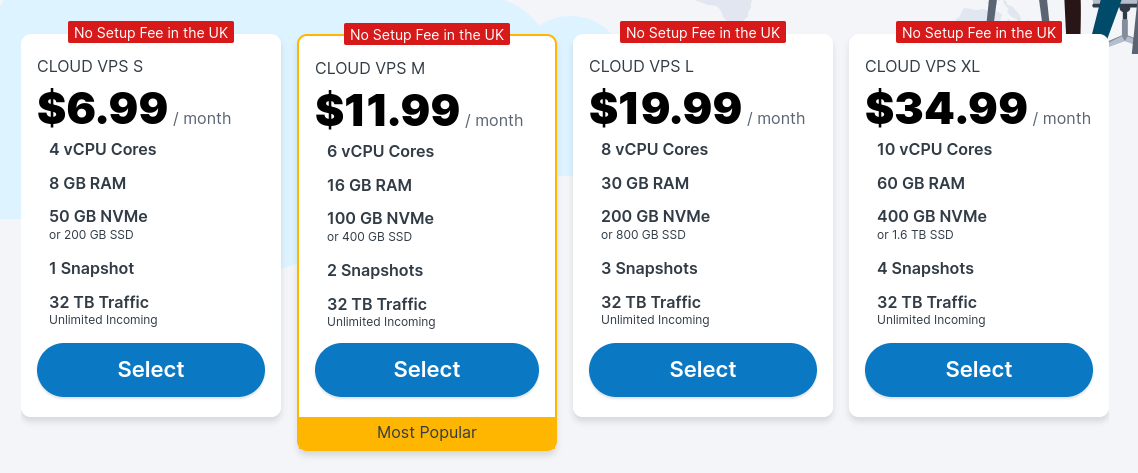 No Setup Fee in the UK
CLOUD VPS S
$6.99 / month
4 vCPU Cores
8 GB RAM
50 GB NVMe
or 200 GB SSD
1 Snapshot
32 TB Traffic
Unlimited Incoming
Select
No Setup Fee in the UK
CLOUD VPS M
$11.99 / month
6 vCPU Cores
16 GB RAM
100 GB NVMe
or 400 GB SSD
2 Snapshots
32 TB Traffic
Unlimited Incoming
Select
Most Popular
No Setup Fee in the UK
CLOUD VPS L
$19.99 / month
8 vCPU Cores
30 GB RAM
200 GB NVMe
or 800 GB SSD
3 Snapshots
32 TB Traffic
Unlimited Incoming
Select
No Setup Fee in the UK
CLOUD VPS XL
$34.99 / month
10 vCPU Cores
60 GB RAM
400 GB NVMe
or 1.6 TB SSD
4 Snapshots
32 TB Traffic
Unlimited Incoming
Select